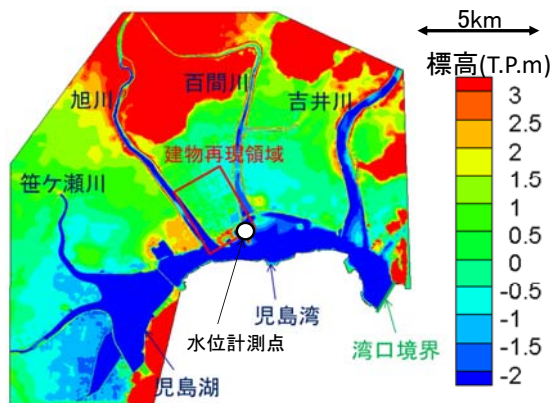 5km
標高(T.P.m)
旭川
百間川
吉井川
建物再現領域
笹ケ瀬川
水位計測点
児島湾
児島湖
湾口境界
3
2.5
2
1.5
1
0.5
0
-0.5
-1
-1.5
-2